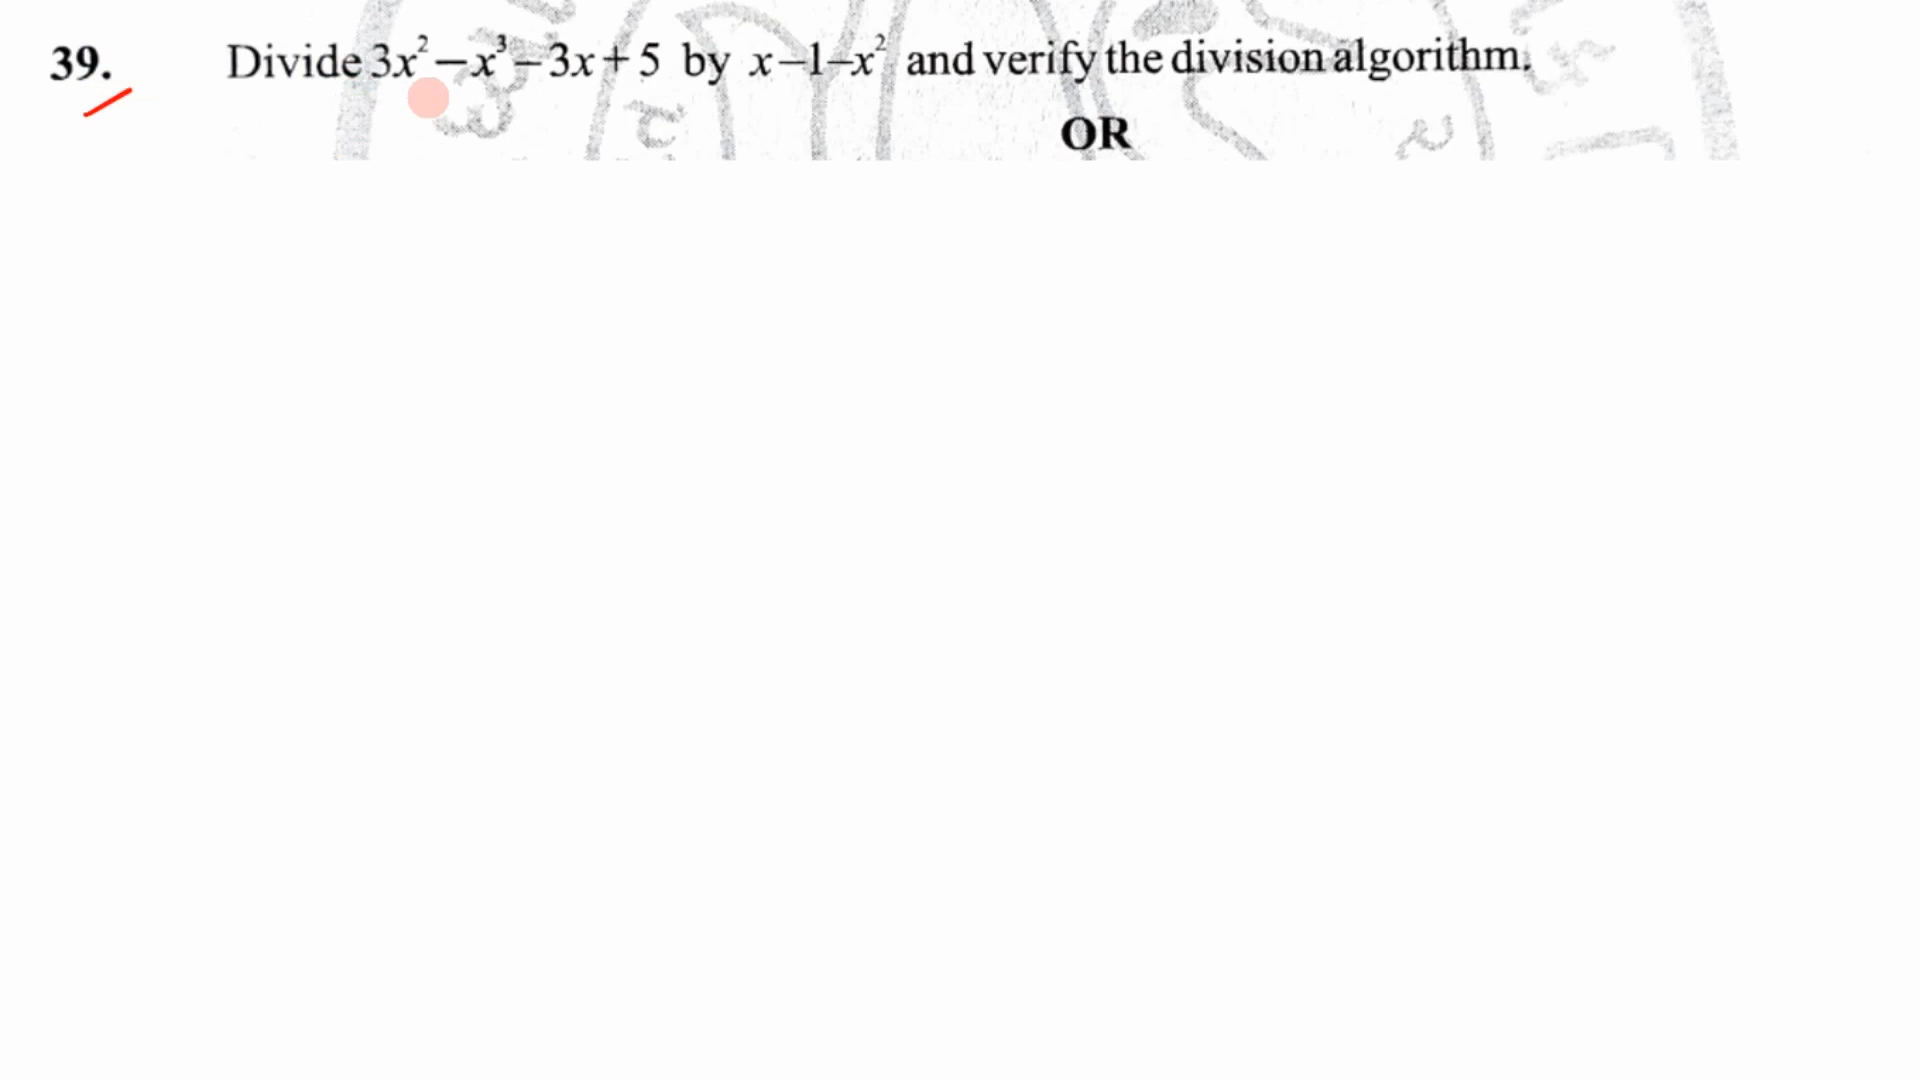 39. Divide 3x²−x³−3x+5 by x−1−x² and verify the division algorithm.
OR